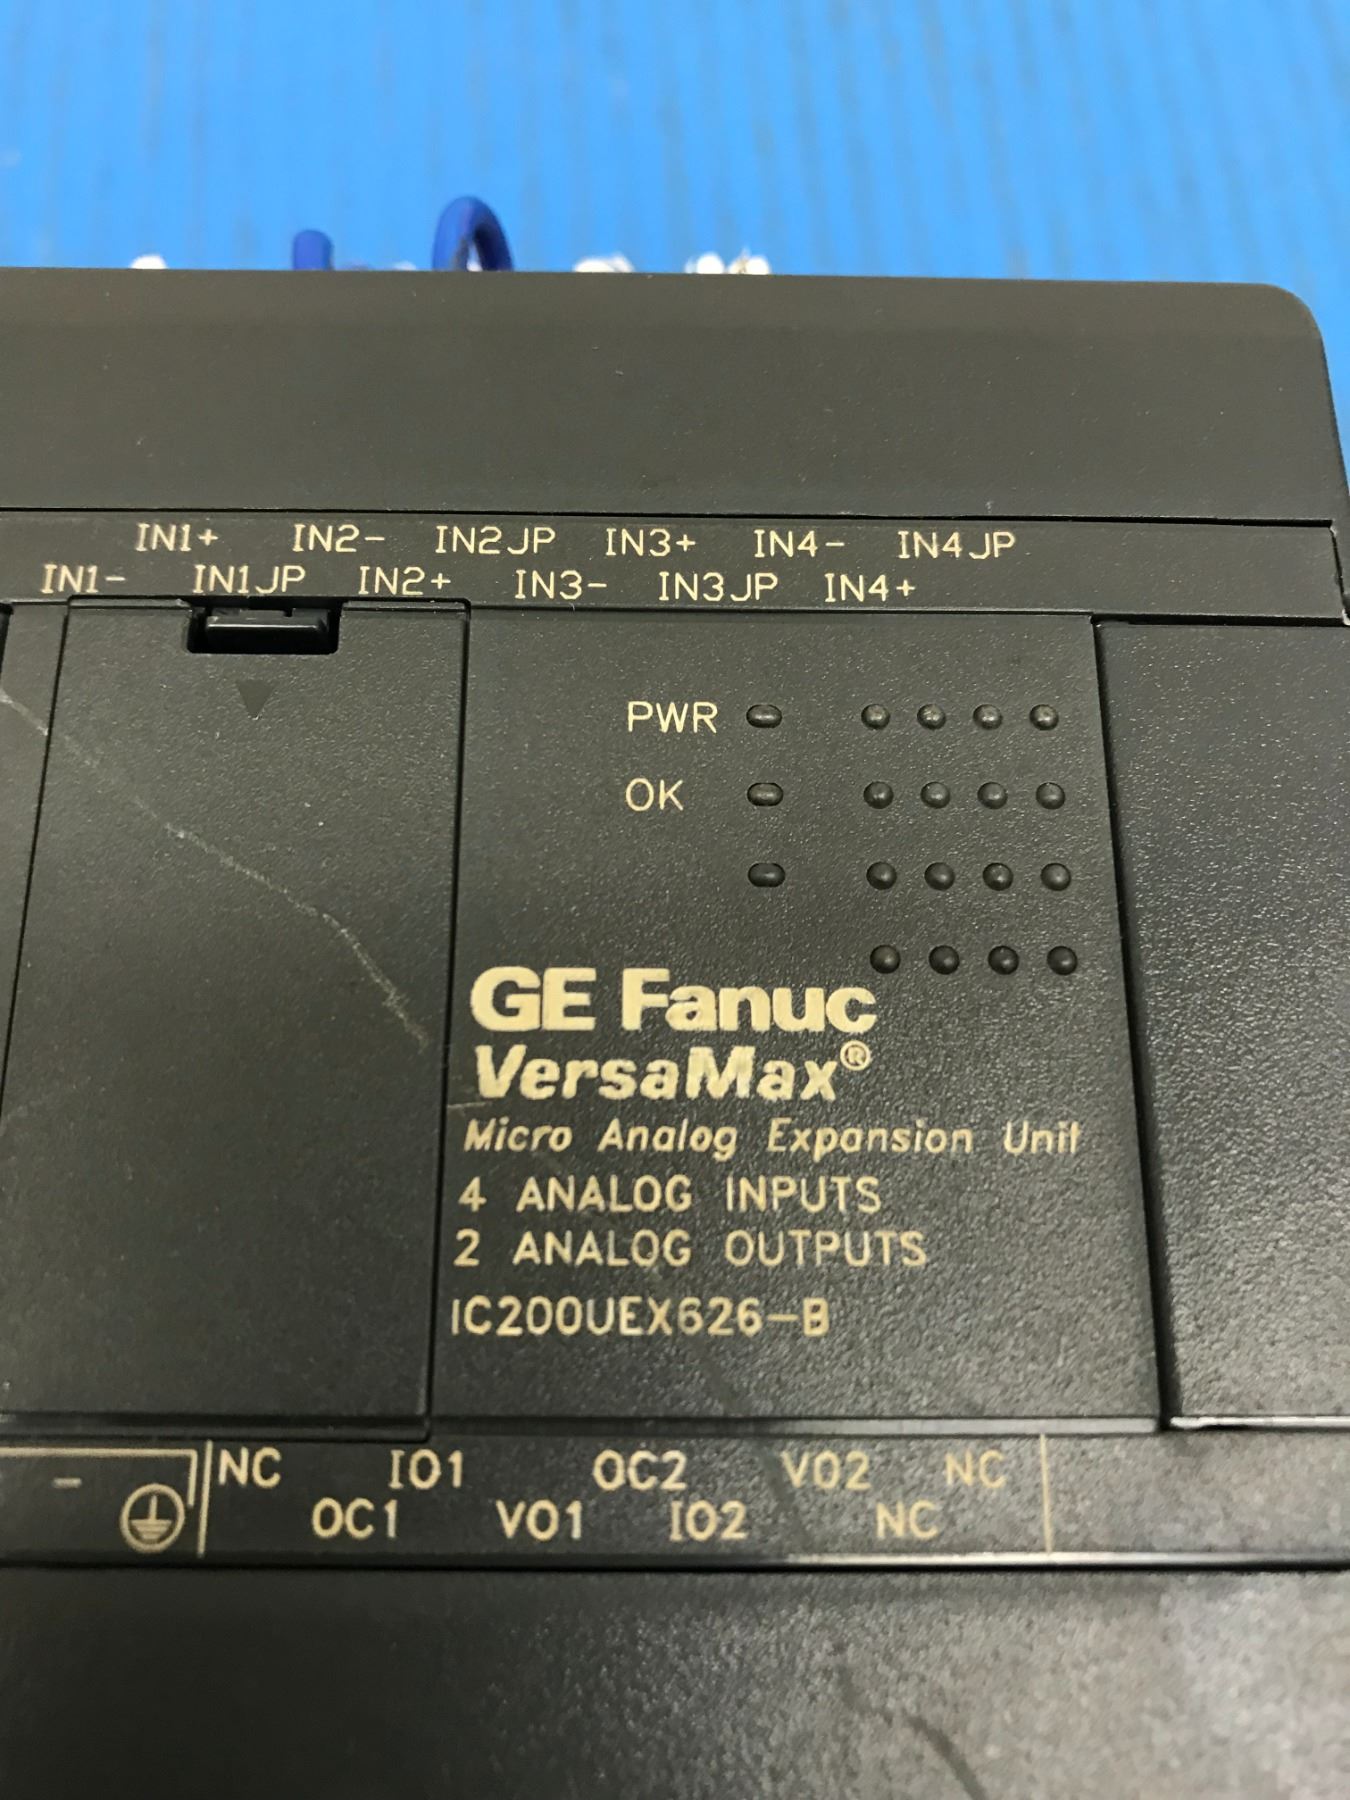 IN1+ IN2- IN2JP IN3+ IN4- IN4JP
IN1- IN1JP IN2+ IN3- IN3JP IN4+
PWR
OK
GE Fanuc
VersaMax®
Micro Analog Expansion Unit
4 ANALOG INPUTS
2 ANALOG OUTPUTS
IC200UEX626-B
- NC IO1 OC2 VO2 NC
OC1 VO1 IO2 NC